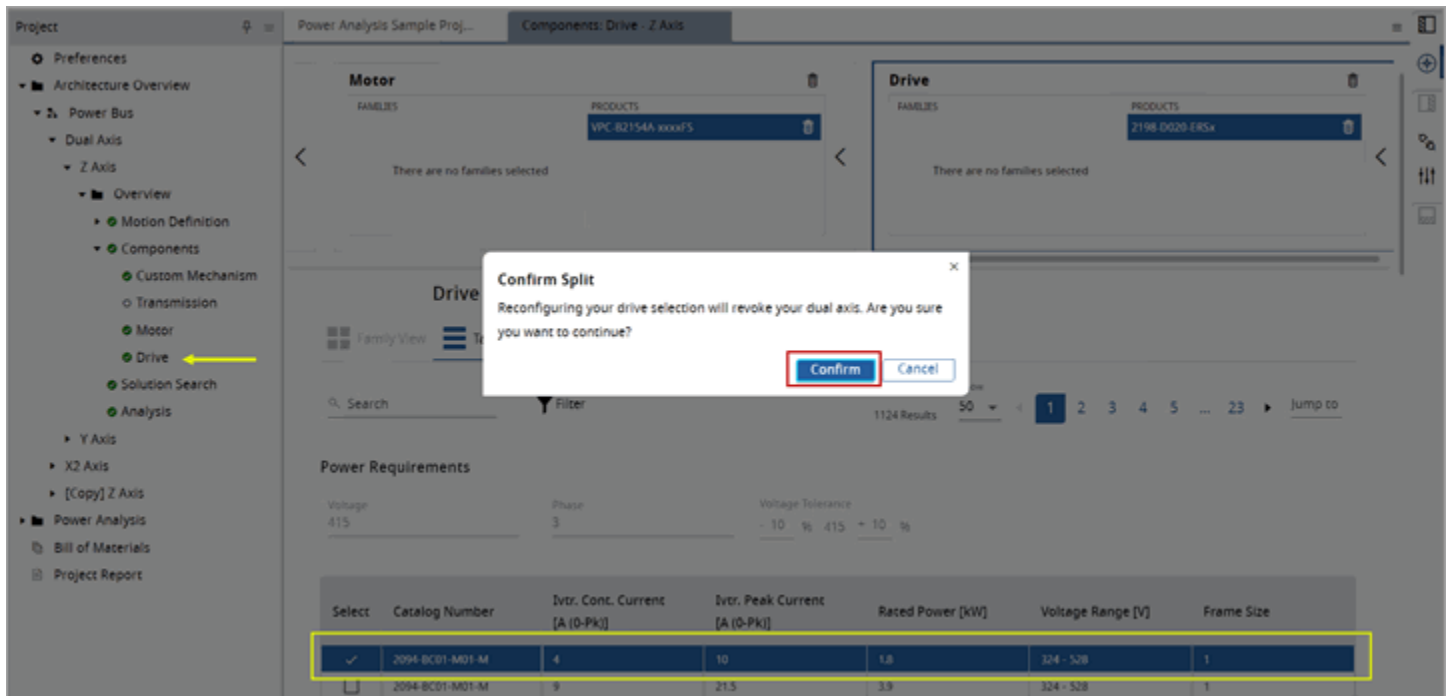 Project
Preferences
Architecture Overview
Power Bus
Dual Axis
Z Axis
Overview
Motion Definition
Components
Custom Mechanism
Transmission
Motor
Drive
Solution Search
Analysis
Y Axis
X2 Axis
[Copy] Z Axis
Power Analysis
Bill of Materials
Project Report
Power Analysis Sample Proj...
Components: Drive - Z Axis
Motor
FAMILIES PRODUCTS
VPC-B2154A-xxxxFS
There are no families selected
Drive
FAMILIES PRODUCTS
2198-D020-ERSx
There are no families selected
Confirm Split
Reconfiguring your drive selection will revoke your dual axis. Are you sure
you want to continue?
Confirm Cancel
Drive
Family View
Search Filter
1124 Results 50 1 2 3 4 5 ... 23 Jump to
Power Requirements
Voltage Phase Voltage Tolerance
415 3 - 10 % 415 + 10 %
Select Catalog Number Ivtr. Cont. Current [A (0-Pk)] Ivtr. Peak Current [A (0-Pk)] Rated Power [kW] Voltage Range [V] Frame Size
2094-BC01-M01-M 4 10 1.8 324 - 528 1
2094-BC01-M01-M 9 21.5 3.9 324 - 528 1